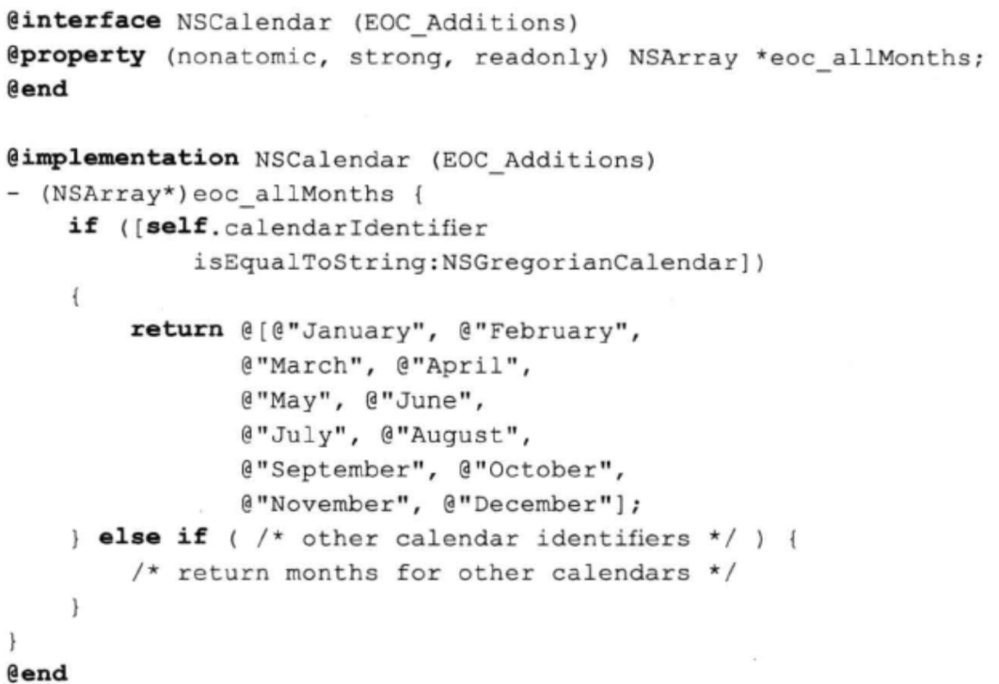 @interface NSCalendar (EOC_Additions)
@property (nonatomic, strong, readonly) NSArray *eoc_allMonths;
@end

@implementation NSCalendar (EOC_Additions)
- (NSArray*)eoc_allMonths {
    if ([self.calendarIdentifier
            isEqualToString:NSGregorianCalendar])
    {
        return @[@"January", @"February",
                 @"March", @"April",
                 @"May", @"June",
                 @"July", @"August",
                 @"September", @"October",
                 @"November", @"December"];
    } else if ( /* other calendar identifiers */ ) {
        /* return months for other calendars */
    }
}
@end